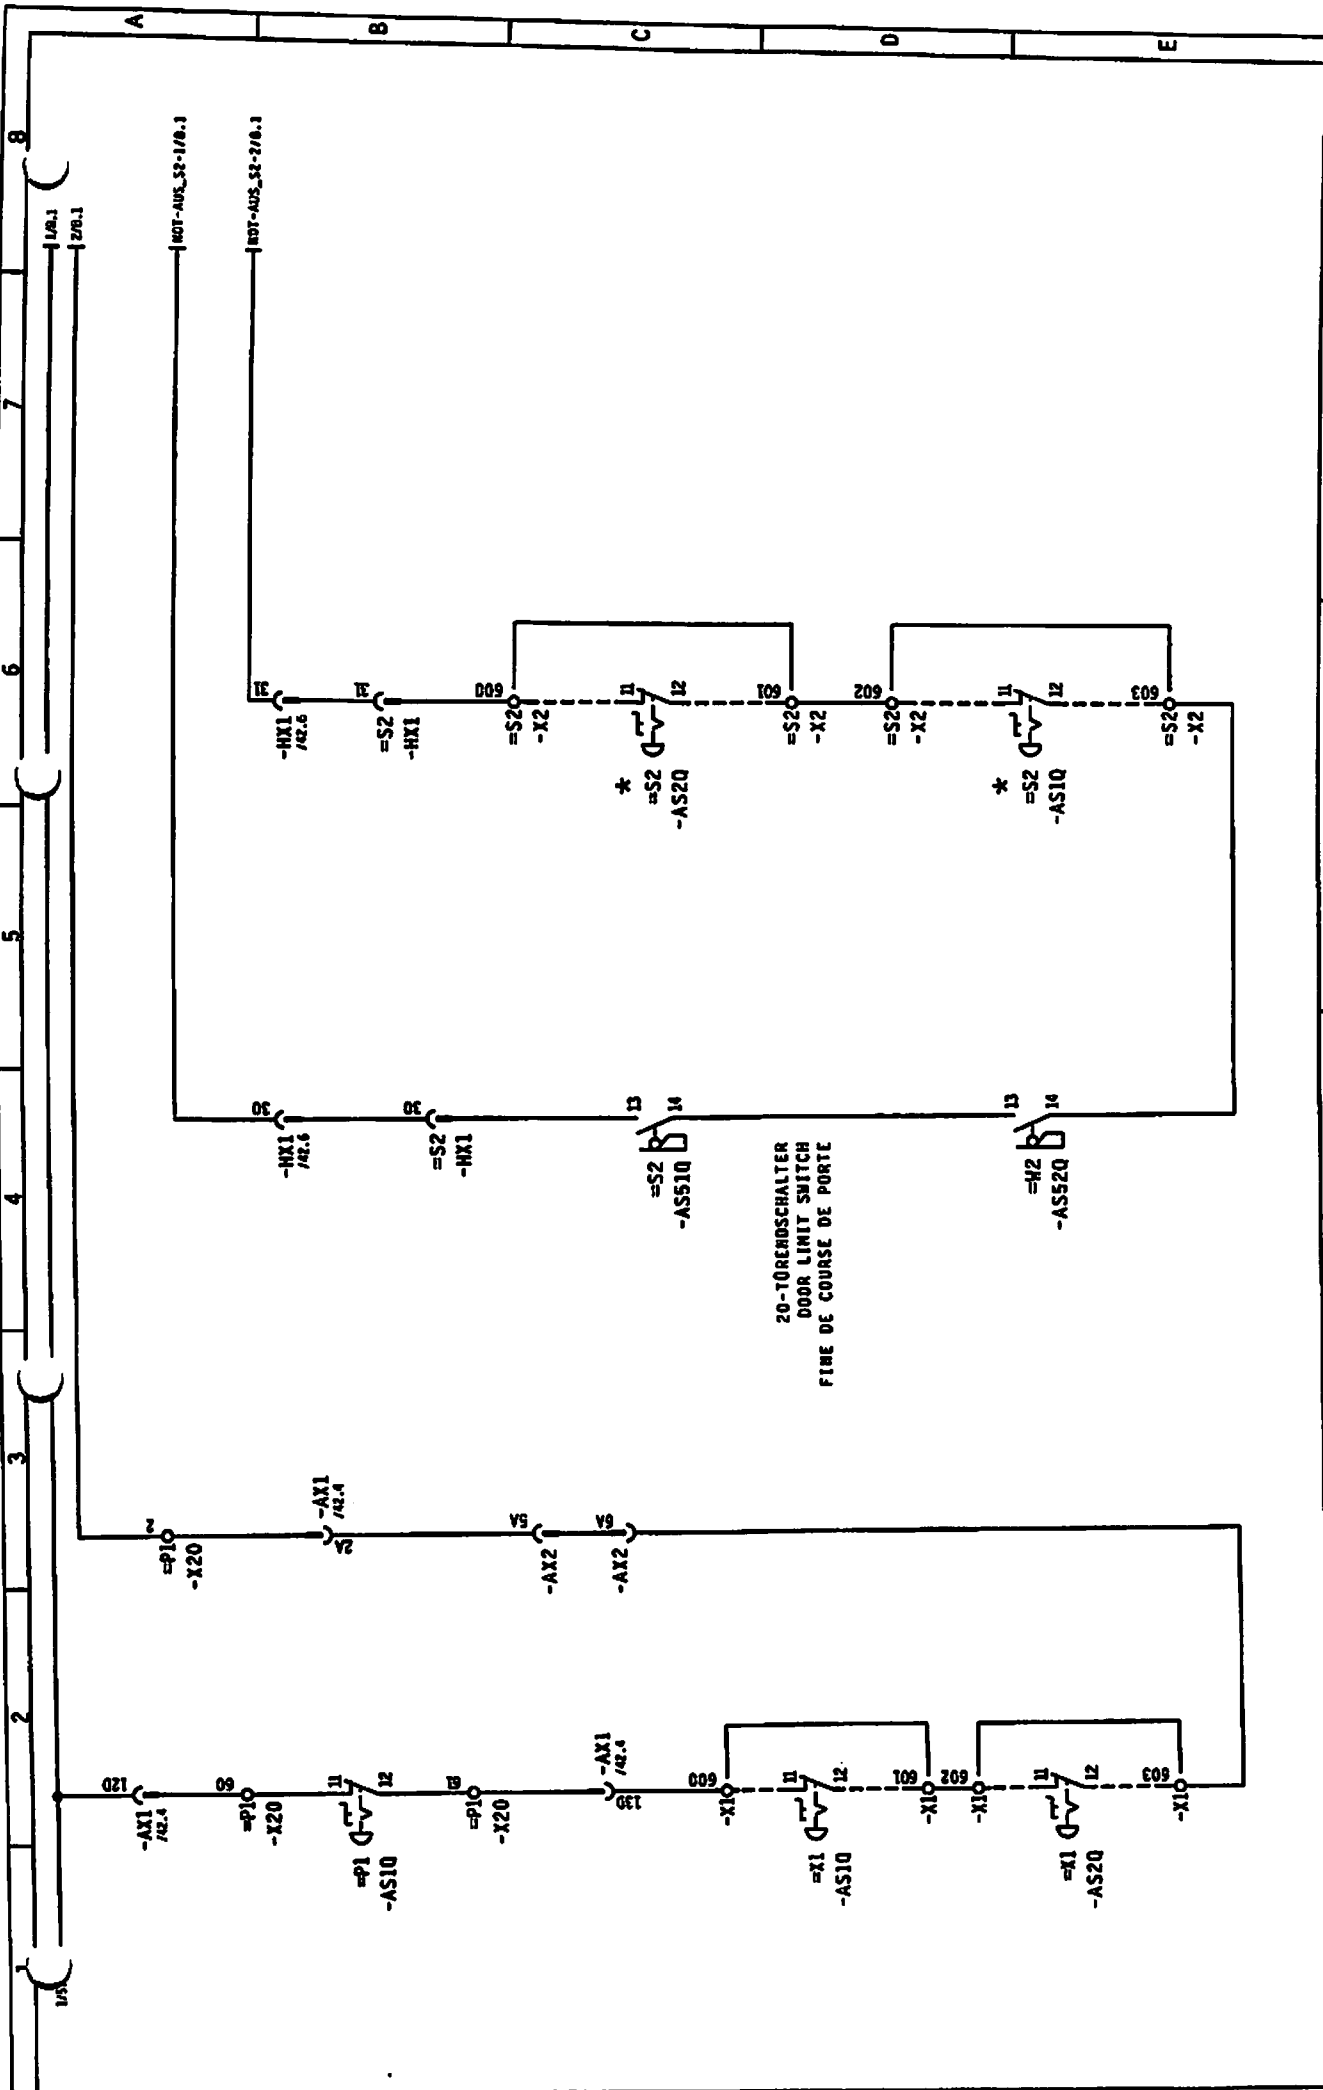 A
B
C
D
E
1
2
3
4
5
6
7
8
1/8.1
2/8.1
NOT-AUS_S2-1/8.1
NOT-AUS_S2-2/8.1
12D
-AX1
/42.4
60
=P1
-X20
11
12
=P1
-AS1Q
61
=P1
-X20
-AX1
/42.4
13D
600
-X1
11
12
=X1
-AS1Q
601
-X1
602
-X1
11
12
=X1
-AS2Q
603
-X1
2
=P1
-X20
-AX1
/42.4
2A
5A
-AX2
6A
-AX2
30
-HX1
/42.6
30
=S2
-HX1
13
14
=S2
-AS51Q
20-TÜRENDSCHALTER
DOOR LIMIT SWITCH
FINE DE COURSE DE PORTE
13
14
=W2
-AS52Q
31
-HX1
/42.6
31
=S2
-HX1
600
=S2
-X2
11
12
*
=S2
-AS2Q
601
=S2
-X2
602
=S2
-X2
11
12
*
=S2
-AS1Q
603
=S2
-X2